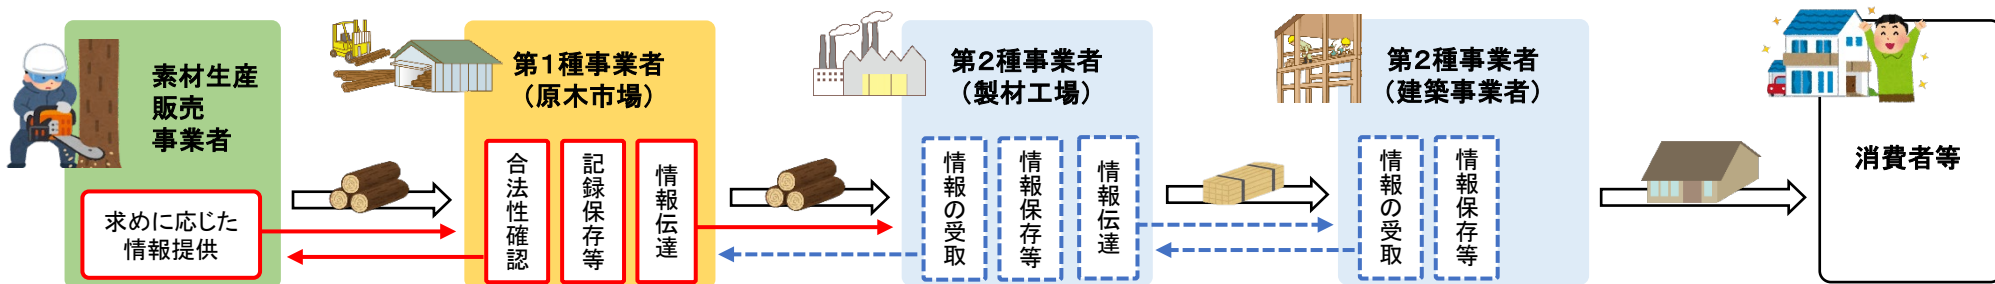 素材生産
販売
事業者
求めに応じた
情報提供
第1種事業者
（原木市場）
合法性確認
記録保存等
情報伝達
第2種事業者
（製材工場）
情報の受取
情報保存等
情報伝達
第2種事業者
（建築事業者）
情報の受取
情報保存等
消費者等